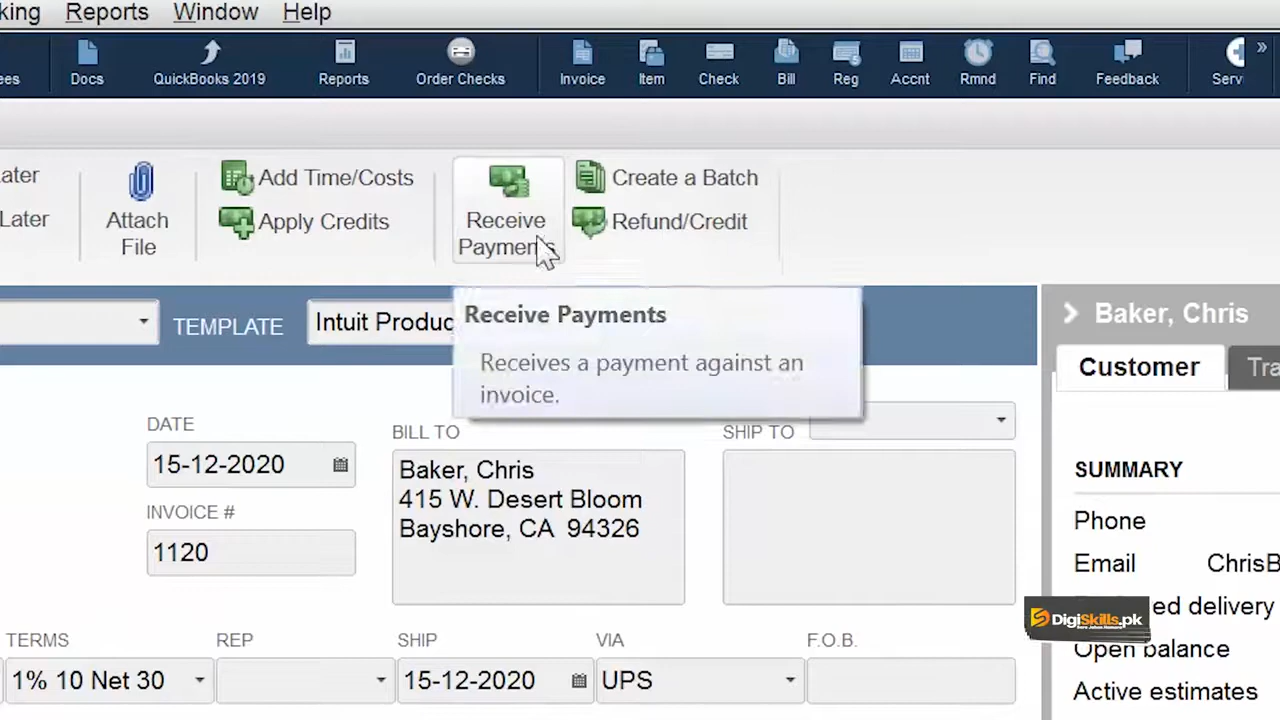 king Reports Window Help
ees Docs QuickBooks 2019 Reports Order Checks Invoice Item Check Bill Reg Accnt Rmnd Find Feedback Serv »
ater
Later
Attach
File
Add Time/Costs
Apply Credits
Receive
Payments
Create a Batch
Refund/Credit
TEMPLATE Intuit Produc
Receive Payments
Receives a payment against an
invoice.
Baker, Chris
Customer Tra
DATE
15-12-2020
INVOICE #
1120
BILL TO
Baker, Chris
415 W. Desert Bloom
Bayshore, CA 94326
SHIP TO
SUMMARY
Phone
Email ChrisB
ed delivery
Open balance
Active estimates
DigiSkills.pk
TERMS REP SHIP VIA F.O.B.
1% 10 Net 30 15-12-2020 UPS